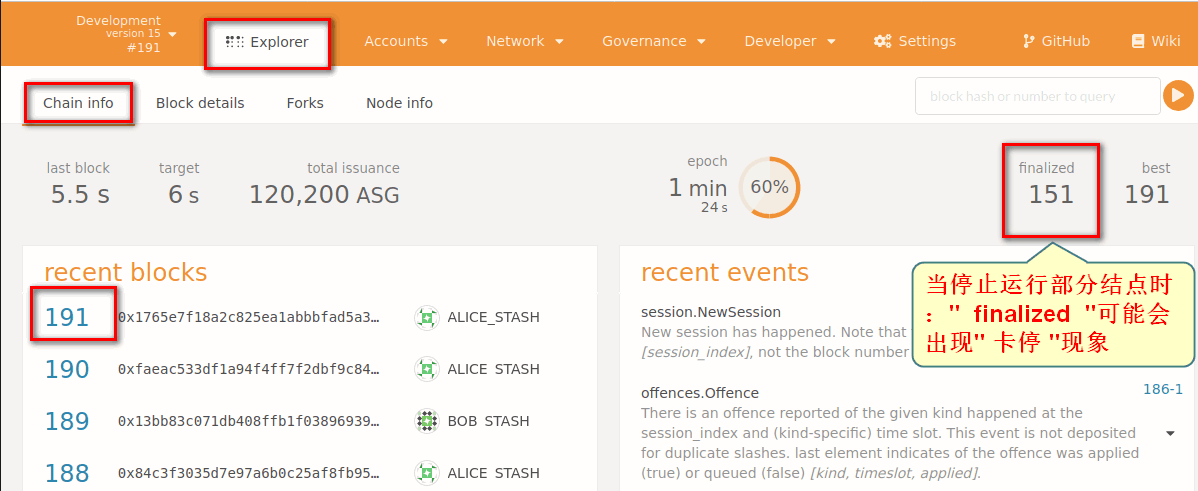 Development
version 15
#191
Explorer
Accounts
Network
Governance
Developer
Settings
GitHub
Wiki
Chain info
Block details
Forks
Node info
block hash or number to query
last block
5.5 s
target
6 s
total issuance
120,200 ASG
epoch
1 min
24 s
60%
finalized
151
best
191
recent blocks
191 0x1765e7f18a2c825ea1abbbfad5a3… ALICE_STASH
190 0xfaeac533df1a94f4ff7f2dbf9c84… ALICE STASH
189 0x13bb83c071db408ffb1f03896939… BOB STASH
188 0x84c3f3035d7e97a6b0c25af8fb95… ALICE STASH
recent events
session.NewSession
New session has happened. Note that
[session_index], not the block number
offences.Offence
186-1
There is an offence reported of the given kind happened at the
session_index and (kind-specific) time slot. This event is not deposited
for duplicate slashes. last element indicates of the offence was applied
(true) or queued (false) [kind, timeslot, applied].
当停止运行部分结点时
：" finalized "可能会
出现" 卡停 "现象